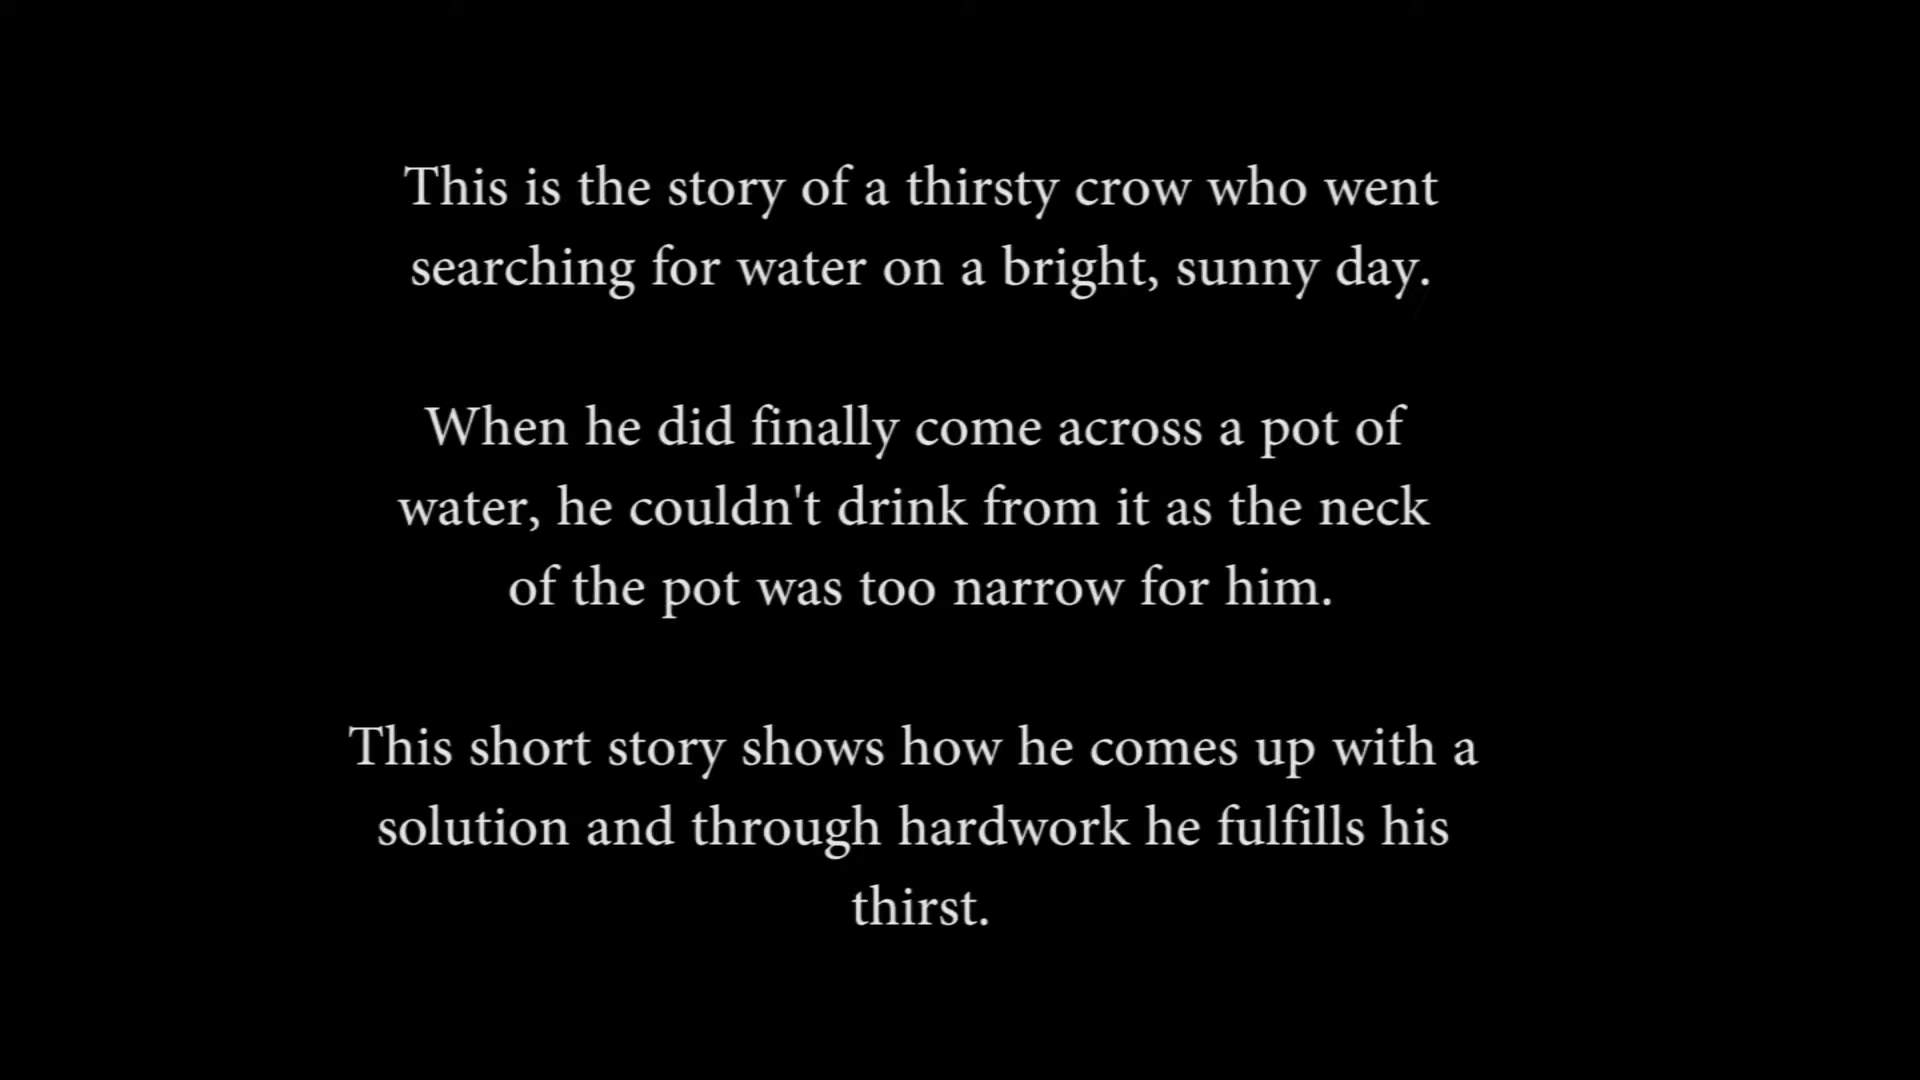 This is the story of a thirsty crow who went
searching for water on a bright, sunny day.
When he did finally come across a pot of
water, he couldn't drink from it as the neck
of the pot was too narrow for him.
This short story shows how he comes up with a
solution and through hardwork he fulfills his
thirst.